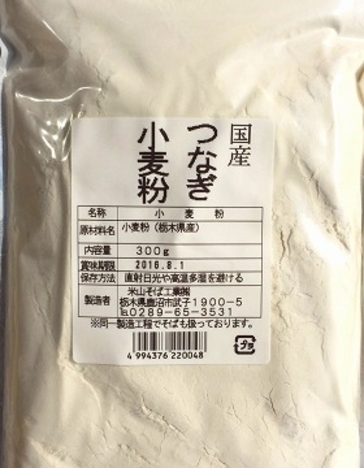 国産
つなぎ
小麦粉
名称 小麦粉
原材料名 小麦粉（栃木県産）
内容量 300g
賞味期限 2016.8.1
保存方法 直射日光や高温多湿を避ける
製造者 米山そば工業㈱
栃木県鹿沼市武子1900-5
℡0289-65-3531
※同一製造工程でそばも扱っております。
4 994376 220048
プラ